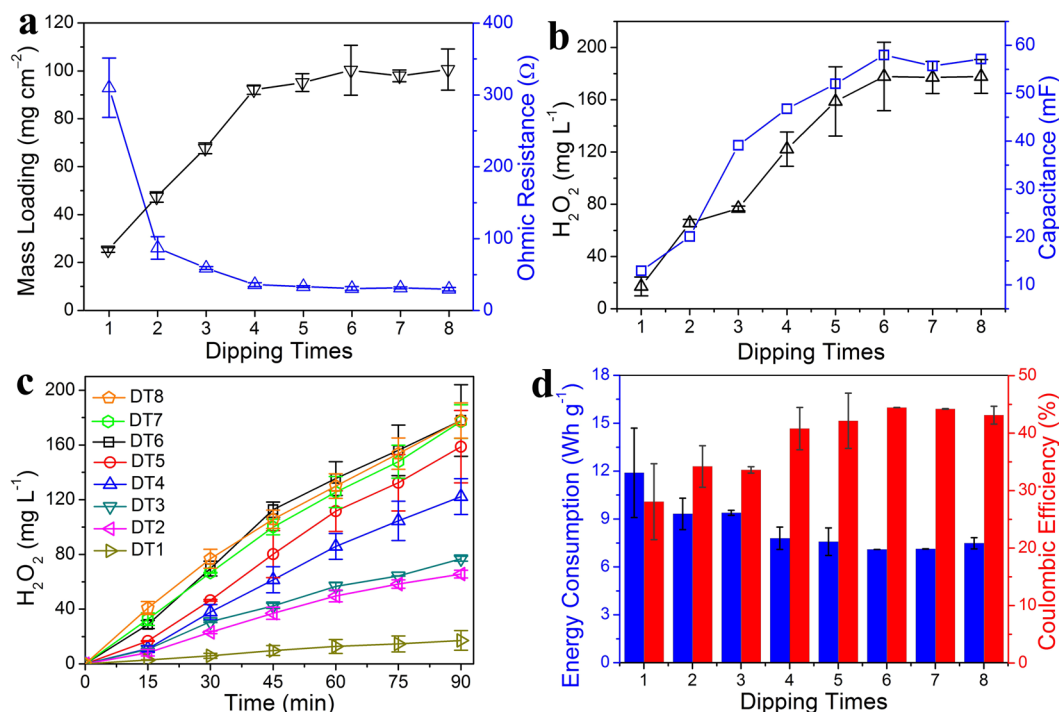 a
Mass Loading (mg cm⁻²)
120
100
80
60
40
20
0
1 2 3 4 5 6 7 8
Dipping Times
400
300
200
100
0
Ohmic Resistance (Ω)
b
H₂O₂ (mg L⁻¹)
200
160
120
80
40
0
1 2 3 4 5 6 7 8
Dipping Times
60
50
40
30
20
10
Capacitance (mF)
c
H₂O₂ (mg L⁻¹)
200
160
120
80
40
0
DT8
DT7
DT6
DT5
DT4
DT3
DT2
DT1
0 15 30 45 60 75 90
Time (min)
d
Energy Consumption (Wh g⁻¹)
18
15
12
9
6
3
0
1 2 3 4 5 6 7 8
Dipping Times
50
40
30
20
10
0
Coulombic Efficiency (%)